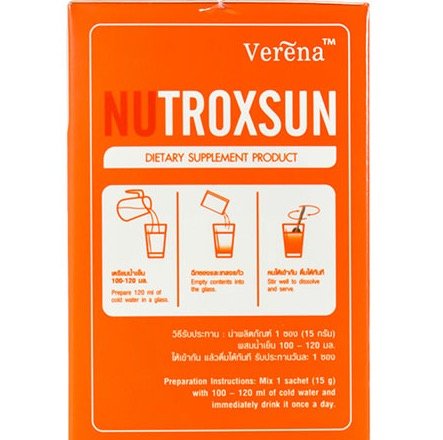 Verena™
NUTROXSUN
DIETARY SUPPLEMENT PRODUCT
เตรียมน้ำเย็น
100-120 มล.
Prepare 120 ml of
cold water in a glass.
ฉีกซองและเทลงแก้ว
Empty contents into
the glass.
คนให้เข้ากัน ดื่มได้ทันที
Stir well to dissolve
and serve.
วิธีรับประทาน : นำผลิตภัณฑ์ 1 ซอง (15 กรัม)
ผสมน้ำเย็น 100 – 120 มล.
ให้เข้ากัน แล้วดื่มได้ทันที รับประทานวันละ 1 ซอง
Preparation Instructions: Mix 1 sachet (15 g)
with 100 – 120 ml of cold water and
immediately drink it once a day.